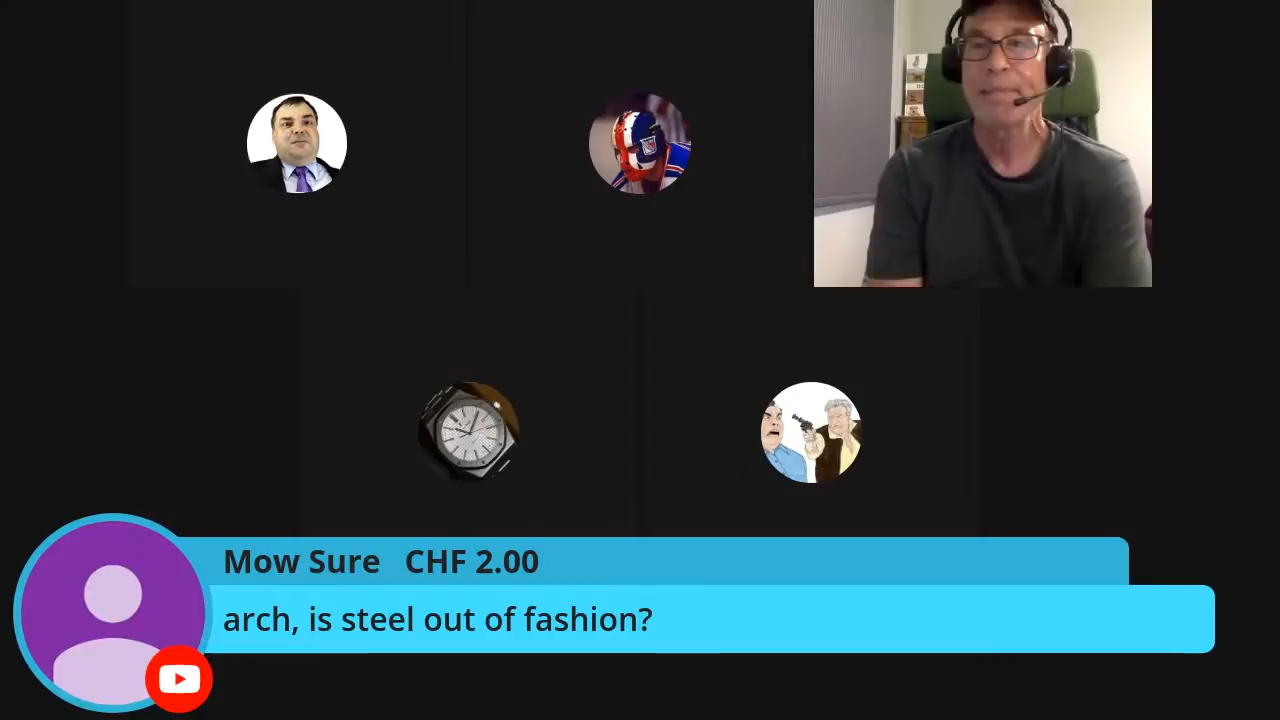 Mow Sure CHF 2.00
arch, is steel out of fashion?